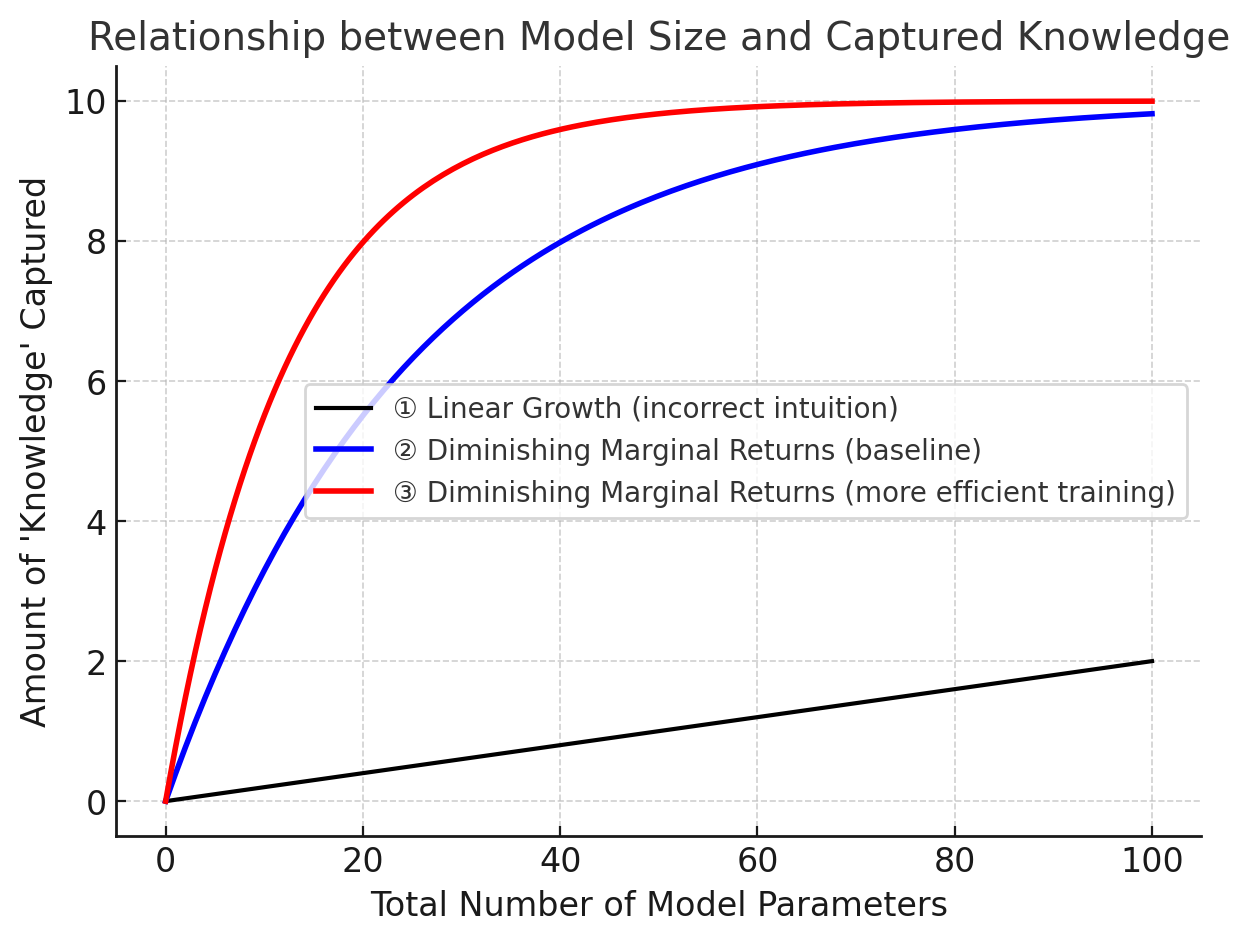 Relationship between Model Size and Captured Knowledge
Amount of 'Knowledge' Captured
10
8
6
4
2
0
① Linear Growth (incorrect intuition)
② Diminishing Marginal Returns (baseline)
③ Diminishing Marginal Returns (more efficient training)
0 20 40 60 80 100
Total Number of Model Parameters